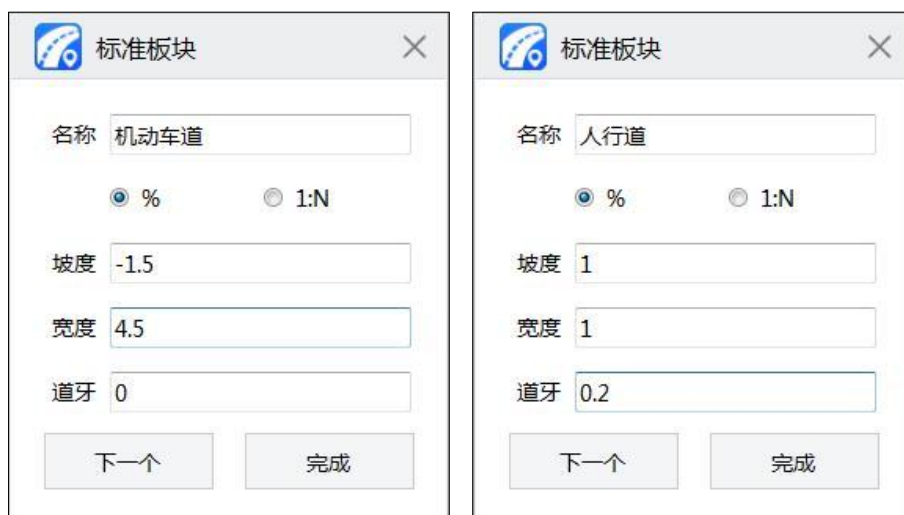 标准板块
名称 机动车道
% 1:N
坡度 -1.5
宽度 4.5
道牙 0
下一个 完成
标准板块
名称 人行道
% 1:N
坡度 1
宽度 1
道牙 0.2
下一个 完成